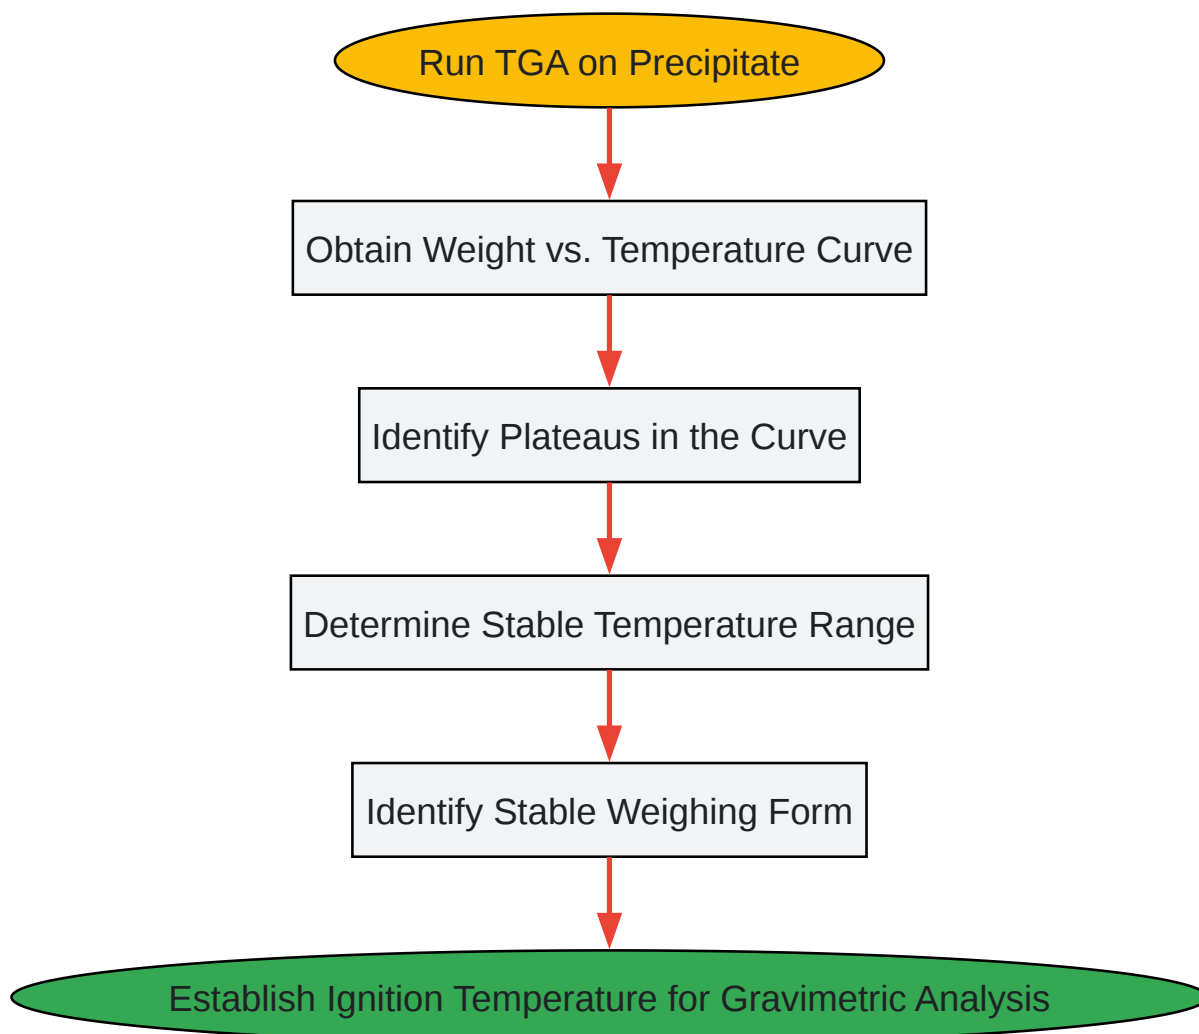 Run TGA on Precipitate
Obtain Weight vs. Temperature Curve
Identify Plateaus in the Curve
Determine Stable Temperature Range
Identify Stable Weighing Form
Establish Ignition Temperature for Gravimetric Analysis